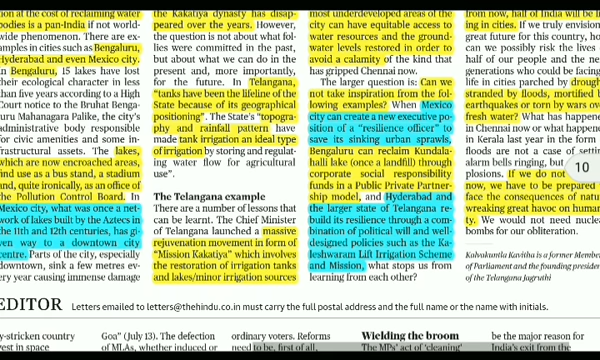 ation at the cost of reclaiming water
bodies is a pan-India if not world-
wide phenomenon. There are ex-
amples in cities such as Bengaluru,
Hyderabad and even Mexico city.
In Bengaluru, 15 lakes have lost
their ecological character in less
than five years according to a High
Court notice to the Bruhat Benga-
luru Mahanagara Palike, the city's
administrative body responsible
for civic amenities and some in-
frastructural assets. The lakes,
which are now encroached areas,
find use as bus stand, a stadium
and, quite ironically, as an office of
the Pollution Control Board. In
Mexico city, what was once a net-
work of lakes built by the Aztecs in
the 11th and 12th centuries, has gi-
ven way to a downtown city
centre. Parts of the city, especially
downtown, sink a few metres ev-
ery year causing immense damage
the Kakatiya dynasty has disap-
peared over the years. However,
the question is not about what fol-
lies were committed in the past,
but about what we can do in the
present and, more importantly,
for the future. In Telangana,
"tanks have been the lifeline of the
State because of its geographical
positioning". The State's "topogra-
phy and rainfall pattern have
made tank irrigation an ideal type
of irrigation by storing and regulat-
ing water flow for agricultural
use".
The Telangana example
There are a number of lessons that
can be learnt. The Chief Minister
of Telangana launched a massive
rejuvenation movement in form of
"Mission Kakatiya" which involves
the restoration of irrigation tanks
and lakes/minor irrigation sources
most underdeveloped areas of the
city can have equitable access to
water resources and the ground-
water levels restored in order to
avoid a calamity of the kind that
has gripped Chennai now.
The larger question is: Can we
not take inspiration from the fol-
lowing examples? When Mexico
city can create a new executive po-
sition of a "resilience officer" to
save its sinking urban sprawls,
Bengaluru can reclaim Kundala-
halli lake (once a landfill) through
corporate social responsibility
funds in a Public Private Partner-
ship model, and Hyderabad and
the larger state of Telangana re-
build its resilience through a com-
bination of political will and well-
designed policies such as the Ka-
leshwaram Lift Irrigation Scheme
and Mission, what stops us from
learning from each other?
from now, half of India will be
ing in cities. If we truly envision
great future for this country, ho
can we possibly risk the lives
half of our people and the ne
generations who could be facing
life in cities parched by drough
stranded by floods, mortified b
earthquakes or torn by wars ove
fresh water? What has happene
in Chennai now or what happene
in Kerala last year in the form
floods are not a case of settin
alarm bells ringing, but
plosions. If we do not
now, we have to be prepared
face the consequences of natur
wreaking great havoc on human
ty. We would not need nuclea
bombs for our obliteration.
Kalvakuntla Kavitha is a former Member
of Parliament and the founding president
of the Telangana Jagruthi
10
EDITOR Letters emailed to letters@thehindu.co.in must carry the full postal address and the full name or the name with initials.
y-stricken country
vest in space
Goa" (July 13). The defection
of MLAs, whether induced or
ordinary voters. Reforms
need to be, first of all,
Wielding the broom
The MPs' act of 'cleaning'
be the major reason for
India's exit from the